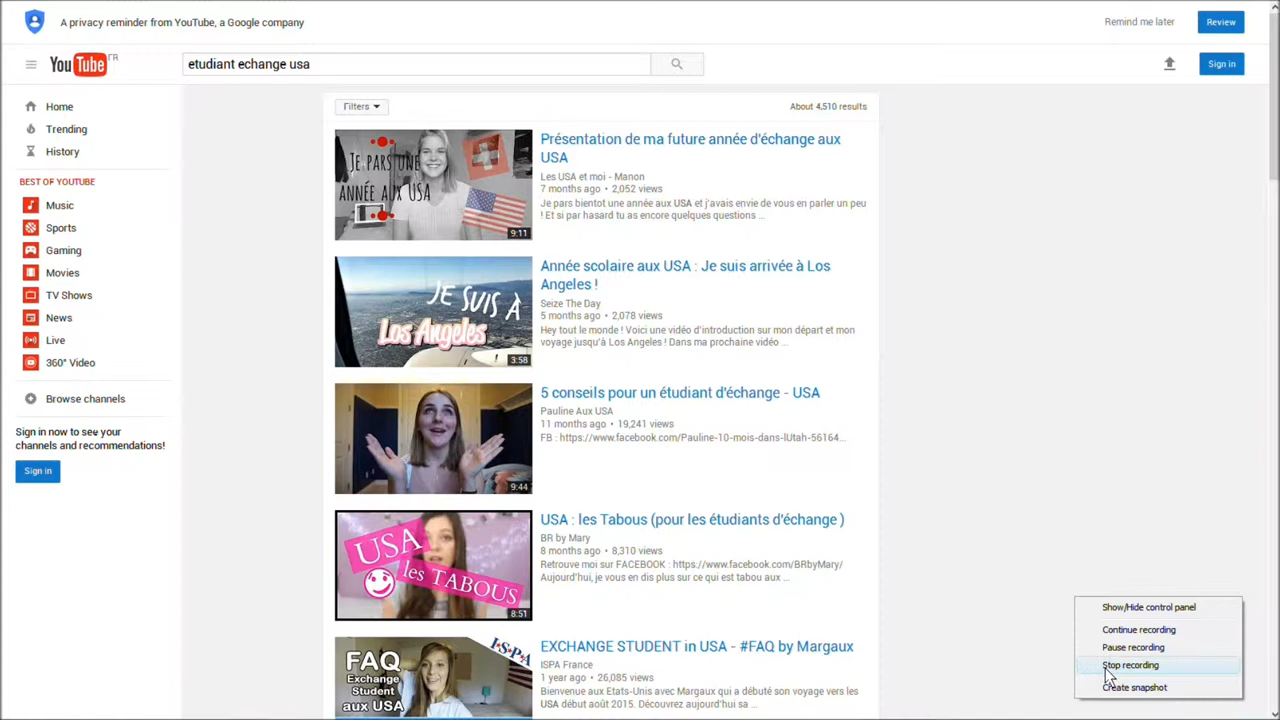 A privacy reminder from YouTube, a Google company
Remind me later
Review
YouTube FR
etudiant echange usa
Sign in
Home
Trending
History
BEST OF YOUTUBE
Music
Sports
Gaming
Movies
TV Shows
News
Live
360° Video
Browse channels
Sign in now to see your
channels and recommendations!
Sign in
Filters
About 4,510 results
JE PARS UNE
ANNÉE AUX USA
9:11
Présentation de ma future année d'échange aux
USA
Les USA et moi - Manon
7 months ago • 2,052 views
Je pars bientot une année aux USA et j'avais envie de vous en parler un peu
! Et si par hasard tu as encore quelques questions ...
JE SUIS À
Los Angeles
3:58
Année scolaire aux USA : Je suis arrivée à Los
Angeles !
Seize The Day
5 months ago • 2,078 views
Hey tout le monde ! Voici une vidéo d'introduction sur mon départ et mon
voyage jusqu'à Los Angeles ! Dans ma prochaine vidéo ...
9:44
5 conseils pour un étudiant d'échange - USA
Pauline Aux USA
11 months ago • 19,241 views
FB : https://www.facebook.com/Pauline-10-mois-dans-lUtah-56164...
USA
les TABOUS
8:51
USA : les Tabous (pour les étudiants d'échange )
BR by Mary
8 months ago • 8,310 views
Retrouve moi sur FACEBOOK : https://www.facebook.com/BRbyMary/
Aujourd'hui, je vous en dis plus sur ce qui est tabou aux ...
ISPA
FAQ
Exchange
Student
aux USA
EXCHANGE STUDENT in USA - #FAQ by Margaux
ISPA France
1 year ago • 26,085 views
Bienvenue aux Etats-Unis avec Margaux qui a débuté son voyage vers les
USA début août 2015. Découvrez aujourd'hui sa ...
Show/Hide control panel
Continue recording
Pause recording
Stop recording
Create snapshot